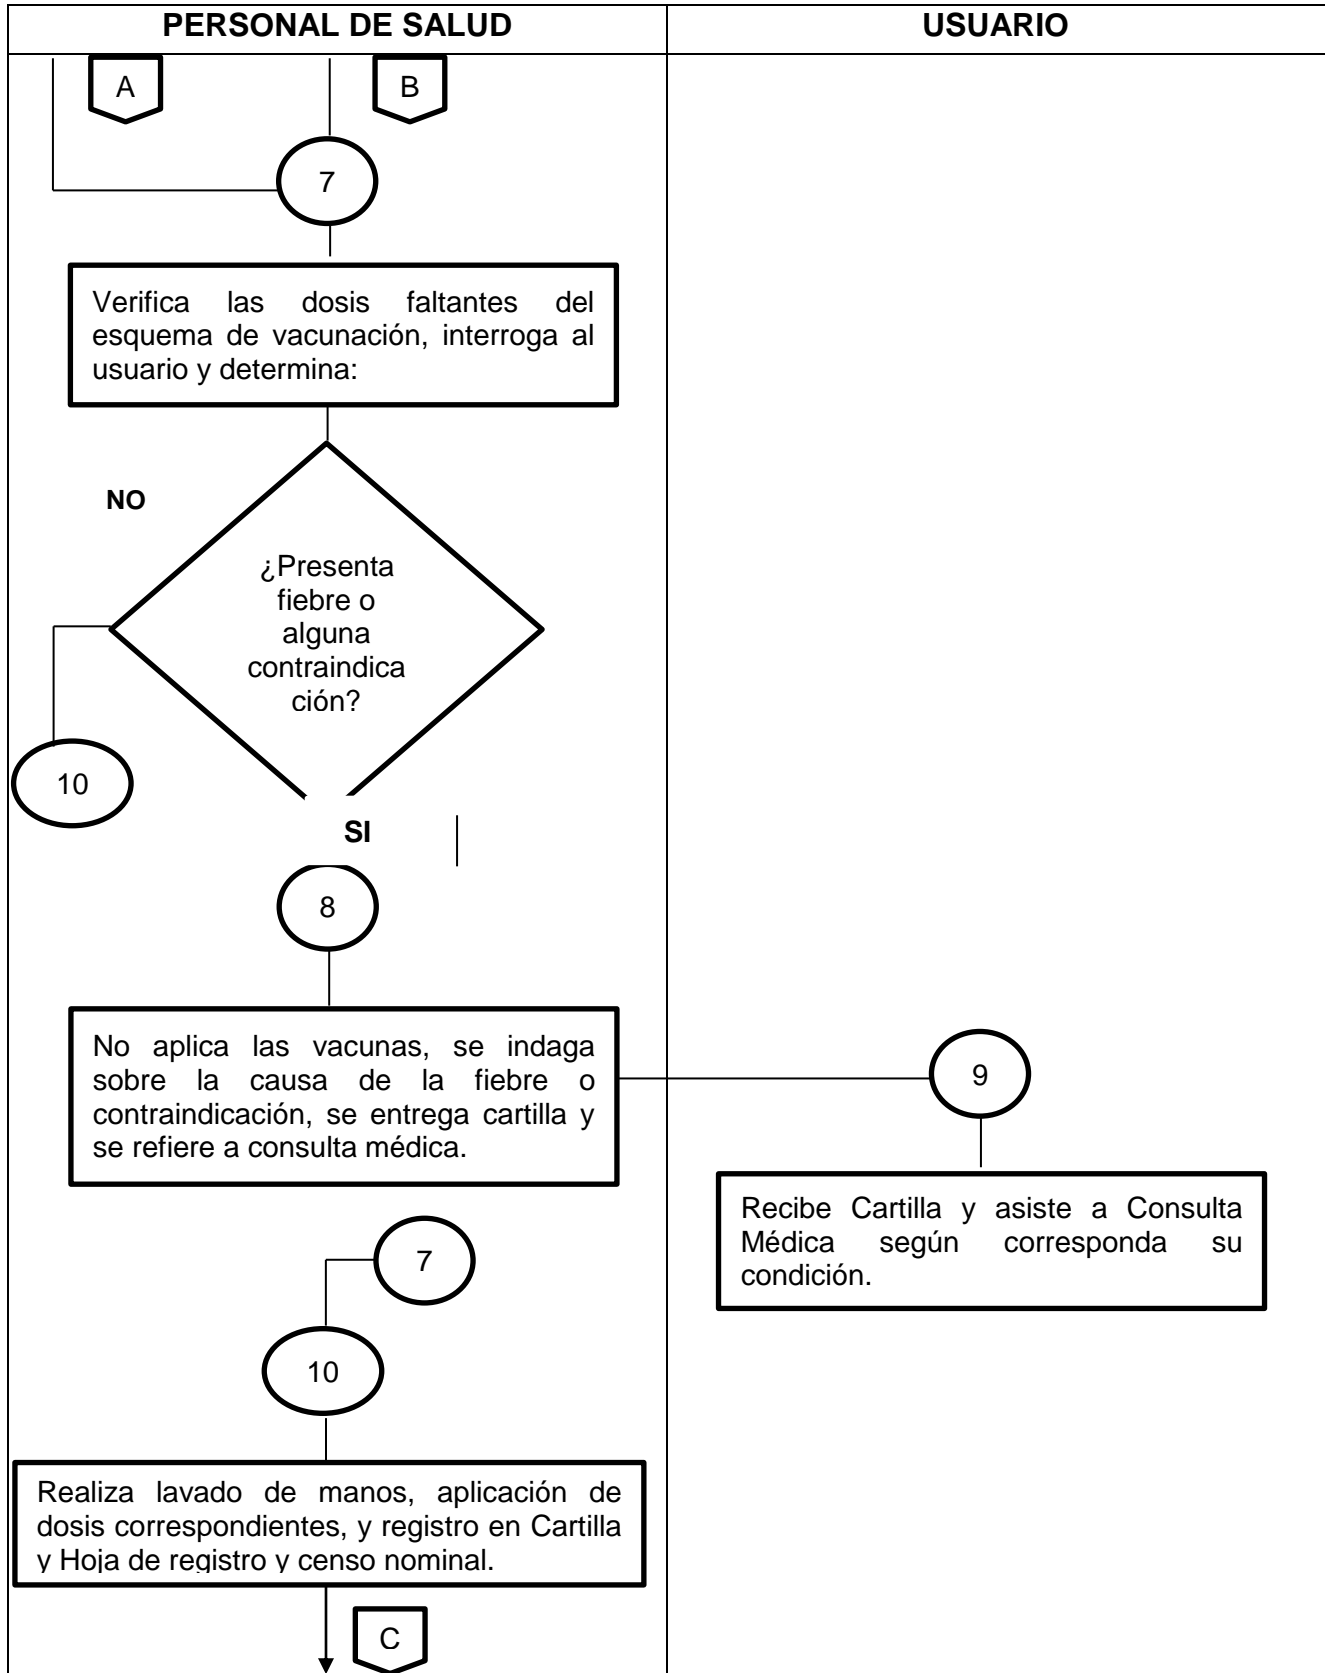 PERSONAL DE SALUD
USUARIO
A
B
7
Verifica las dosis faltantes del
esquema de vacunación, interroga al
usuario y determina:
NO
¿Presenta
fiebre o
alguna
contraindica
ción?
10
SI
8
No aplica las vacunas, se indaga
sobre la causa de la fiebre o
contraindicación, se entrega cartilla y
se refiere a consulta médica.
9
Recibe Cartilla y asiste a Consulta
Médica según corresponda su
condición.
7
10
Realiza lavado de manos, aplicación de
dosis correspondientes, y registro en Cartilla
y Hoja de registro y censo nominal.
C